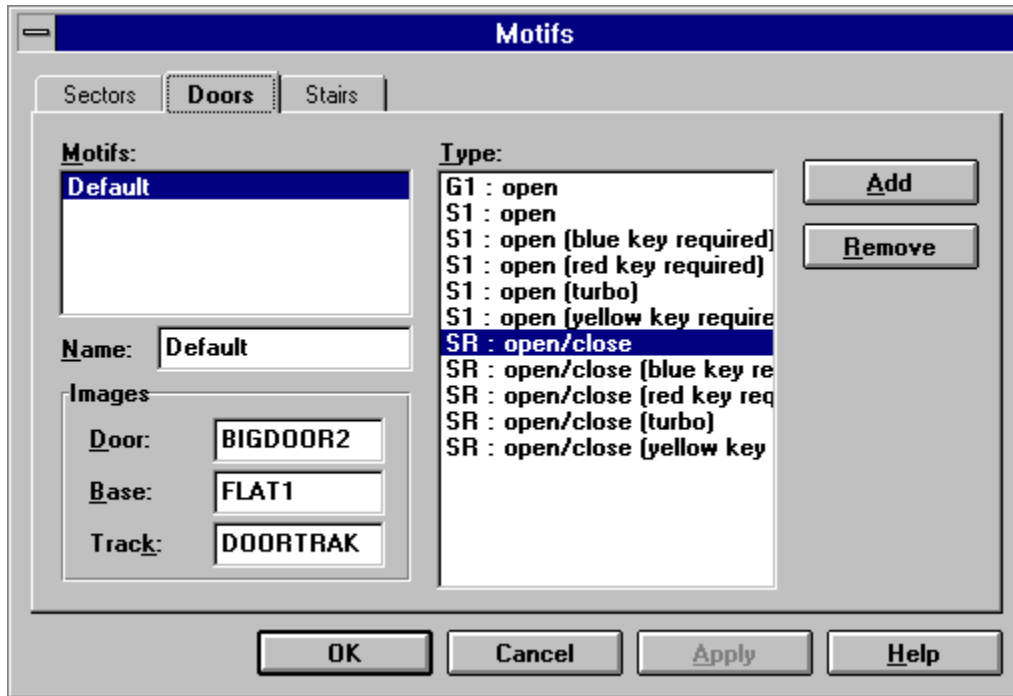 Motifs
Sectors Doors Stairs
Motifs:
Default
Name: Default
Images
Door: BIGDOOR2
Base: FLAT1
Track: DOORTRAK
Type:
G1 : open
S1 : open
S1 : open (blue key required)
S1 : open (red key required)
S1 : open (turbo)
S1 : open (yellow key require
SR : open/close
SR : open/close (blue key re
SR : open/close (red key req
SR : open/close (turbo)
SR : open/close (yellow key
Add
Remove
OK Cancel Apply Help